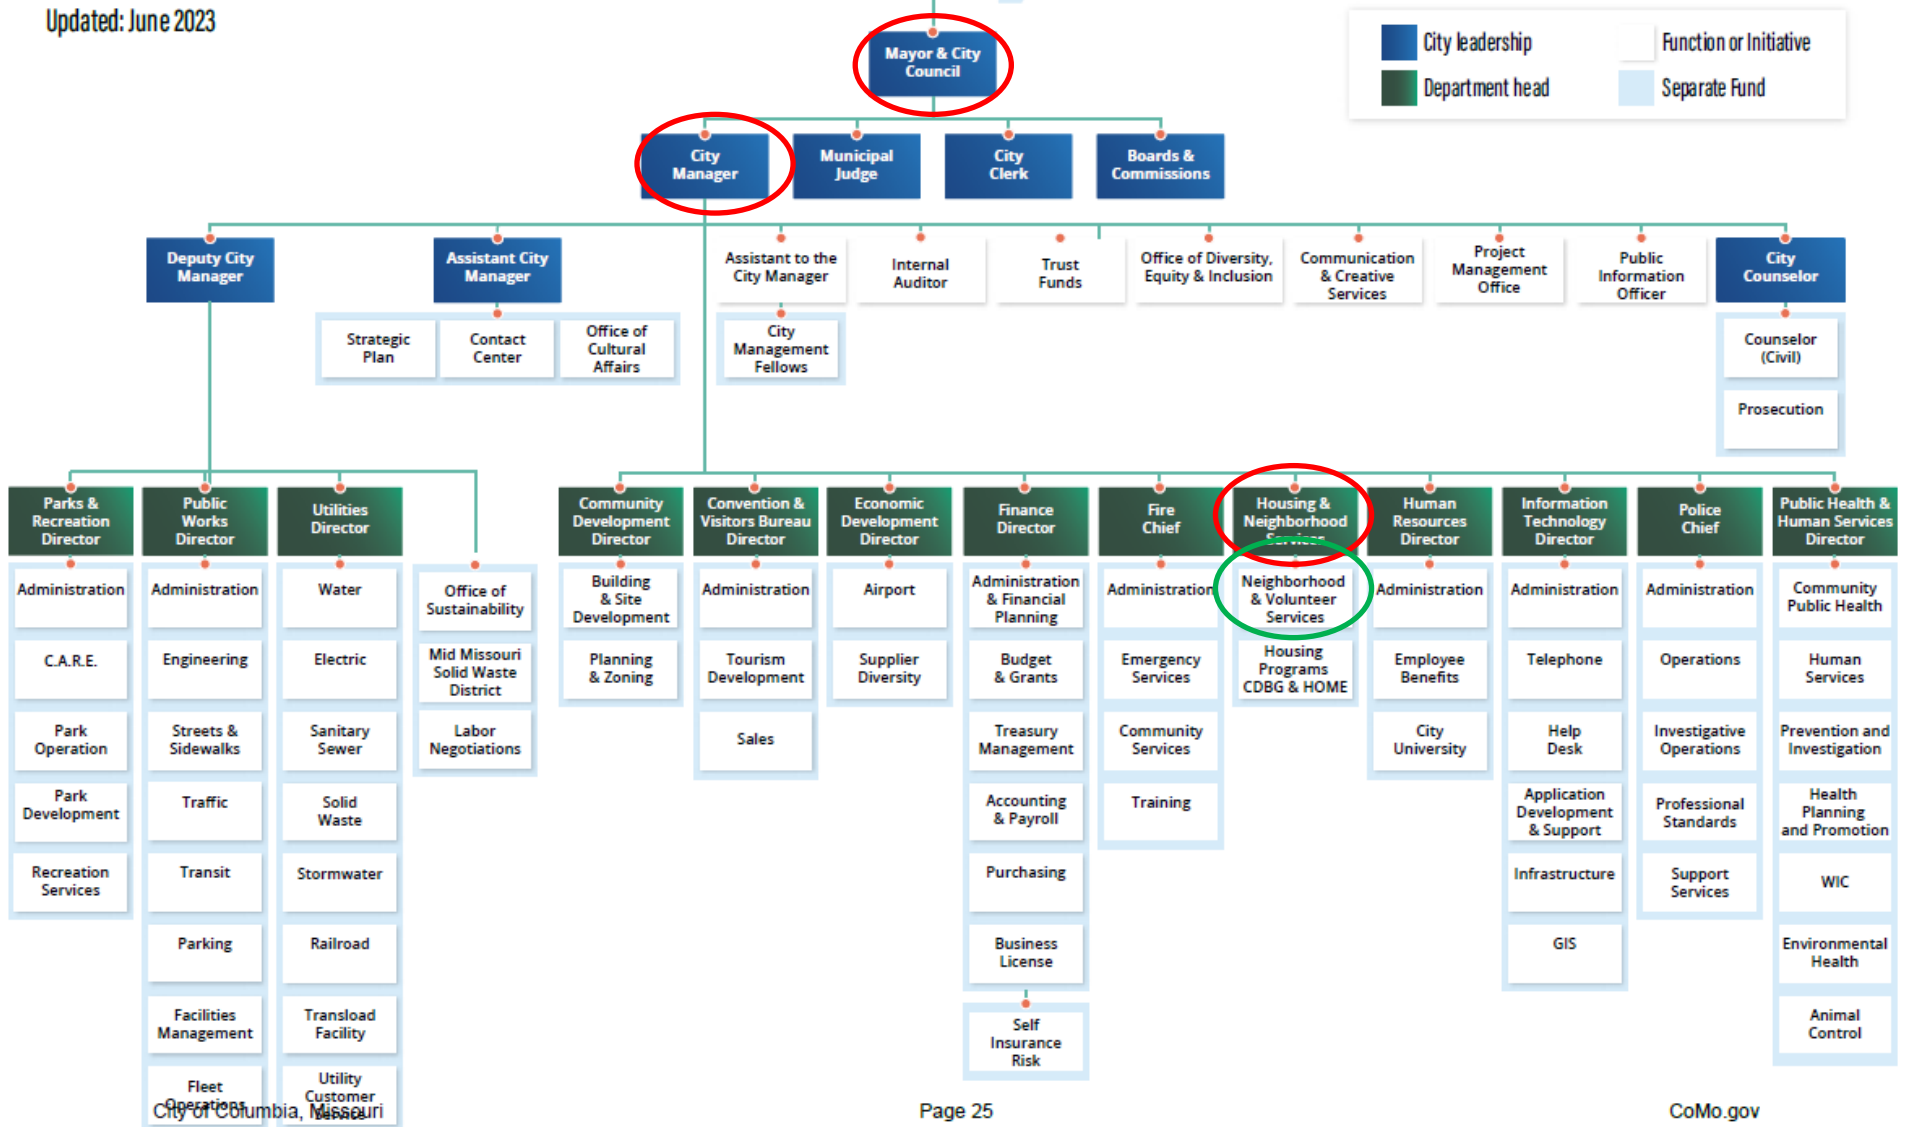 Updated: June 2023
City leadership
Function or Initiative
Department head
Separate Fund
Mayor & City
Council
City
Manager
Municipal
Judge
City
Clerk
Boards &
Commissions
Deputy City
Manager
Assistant City
Manager
Assistant to the
City Manager
Internal
Auditor
Trust
Funds
Office of Diversity,
Equity & Inclusion
Communication
& Creative
Services
Project
Management
Office
Public
Information
Officer
City
Counselor
Strategic
Plan
Contact
Center
Office of
Cultural
Affairs
City
Management
Fellows
Counselor
(Civil)
Prosecution
Parks &
Recreation
Director
Public
Works
Director
Utilities
Director
Community
Development
Director
Convention &
Visitors Bureau
Director
Economic
Development
Director
Finance
Director
Fire
Chief
Housing &
Neighborhood
Services
Human
Resources
Director
Information
Technology
Director
Police
Chief
Public Health &
Human Services
Director
Administration
C.A.R.E.
Park
Operation
Park
Development
Recreation
Services
Administration
Engineering
Streets &
Sidewalks
Traffic
Transit
Parking
Facilities
Management
Fleet
Operations
Water
Electric
Sanitary
Sewer
Solid
Waste
Stormwater
Railroad
Transload
Facility
Utility
Customer
Service
Office of
Sustainability
Mid Missouri
Solid Waste
District
Labor
Negotiations
Building
& Site
Development
Planning
& Zoning
Administration
Tourism
Development
Sales
Airport
Supplier
Diversity
Administration
& Financial
Planning
Budget
& Grants
Treasury
Management
Accounting
& Payroll
Purchasing
Business
License
Self
Insurance
Risk
Administration
Emergency
Services
Community
Services
Training
Neighborhood
& Volunteer
Services
Housing
Programs
CDBG & HOME
Administration
Employee
Benefits
City
University
Administration
Telephone
Help
Desk
Application
Development
& Support
Infrastructure
GIS
Administration
Operations
Investigative
Operations
Professional
Standards
Support
Services
Community
Public Health
Human
Services
Prevention and
Investigation
Health
Planning
and Promotion
WIC
Environmental
Health
Animal
Control
City of Columbia, Missouri
Page 25
CoMo.gov